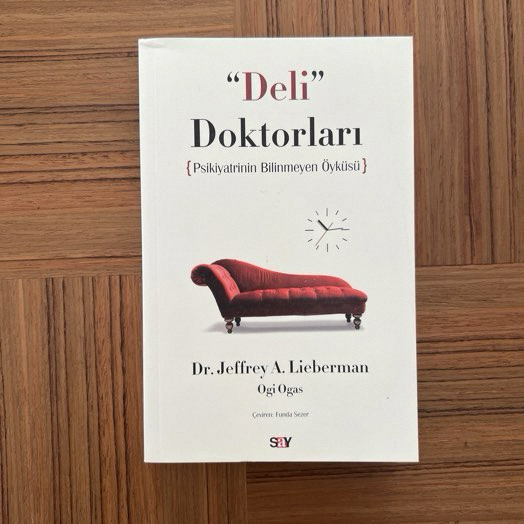 “Deli”
Doktorları
{Psikiyatrinin Bilinmeyen Öyküsü}
Dr. Jeffrey A. Lieberman
Ogi Ogas
Çeviren: Funda Sezer
say